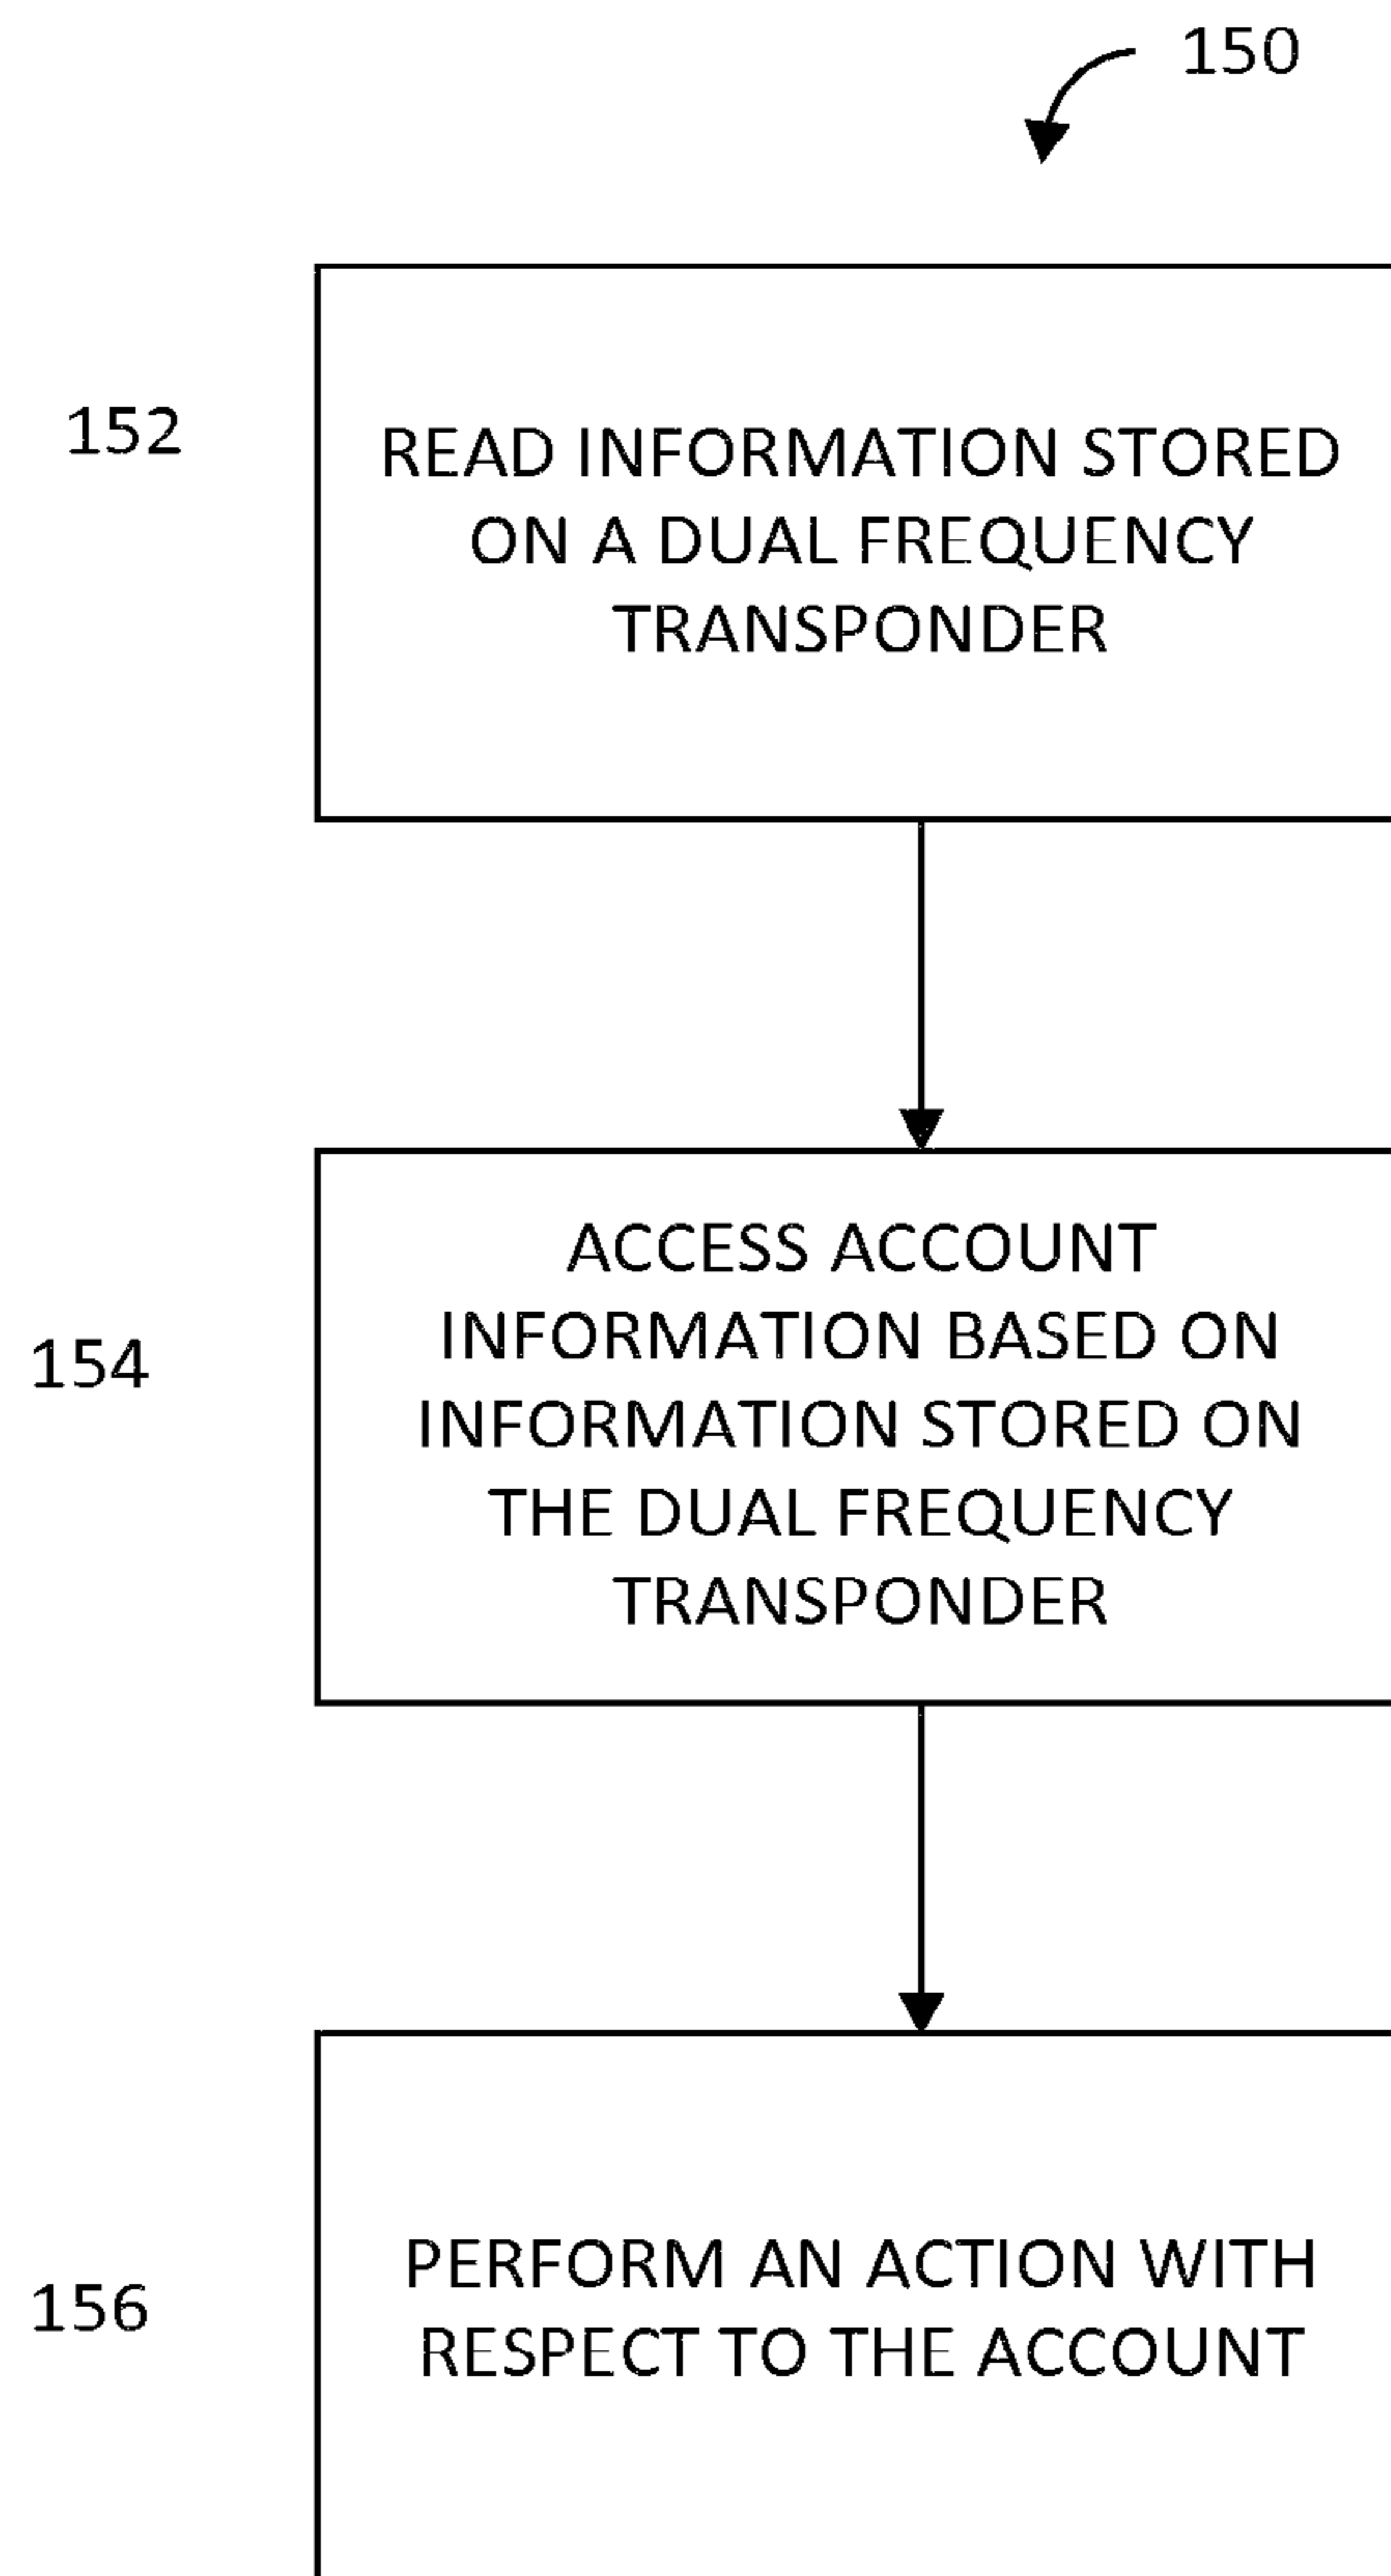 150
152
READ INFORMATION STORED
ON A DUAL FREQUENCY
TRANSPONDER
154
ACCESS ACCOUNT
INFORMATION BASED ON
INFORMATION STORED ON
THE DUAL FREQUENCY
TRANSPONDER
156
PERFORM AN ACTION WITH
RESPECT TO THE ACCOUNT